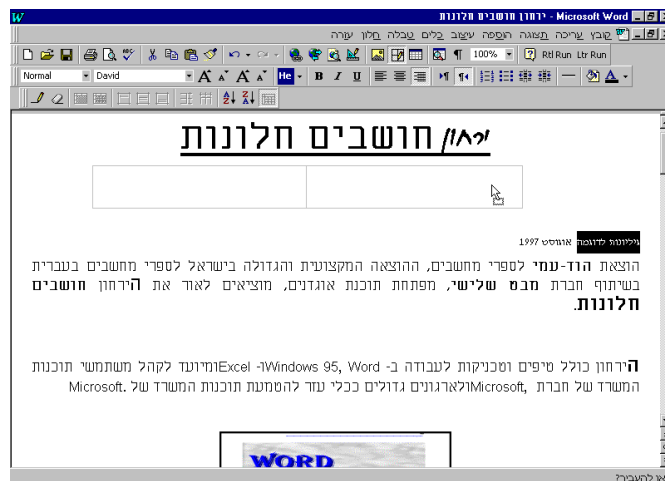 ירחון חושבים חלונות - Microsoft Word
קובץ עריכה תצוגה הוספה עיצוב כלים טבלה חלון עזרה
100% RtlRun Ltr Run
Normal David He B I U
ירחון חושבים חלונות
גיליונות לדוגמה אוגוסט 1997
הוצאת הוד-עמי לספרי מחשבים, ההוצאה המקצועית והגדולה בישראל לספרי מחשבים בעברית
בשיתוף חברת מבט שלישי, מפתחת תוכנת אוגדנים, מוציאים לאור את הירחון חושבים
חלונות.
הירחון כולל טיפים וטכניקות לעבודה ב- Windows 95, Word ו- Excel ומיועד לקהל משתמשי תוכנות
המשרד של חברת Microsoft, ולארגונים גדולים ככלי עזר להטמעת תוכנות המשרד של Microsoft.
WORD
להעביר?